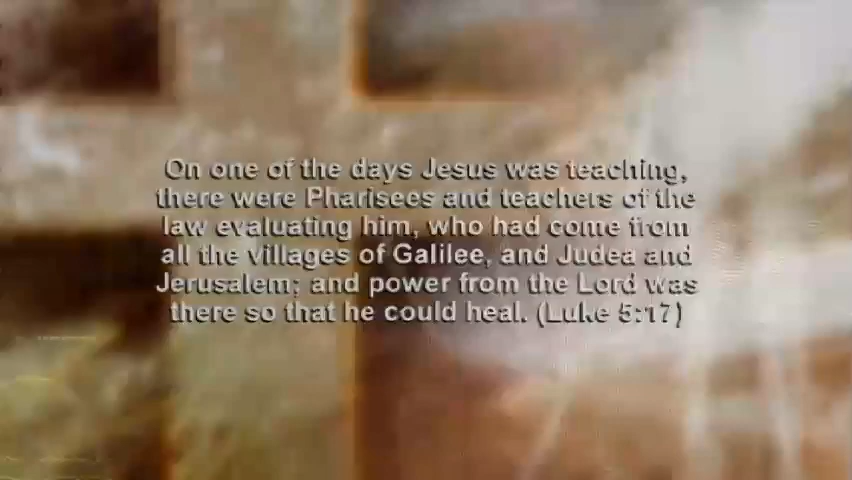 On one of the days Jesus was teaching,
there were Pharisees and teachers of the
law evaluating him, who had come from
all the villages of Galilee, and Judea and
Jerusalem; and power from the Lord was
there so that he could heal. (Luke 5:17)